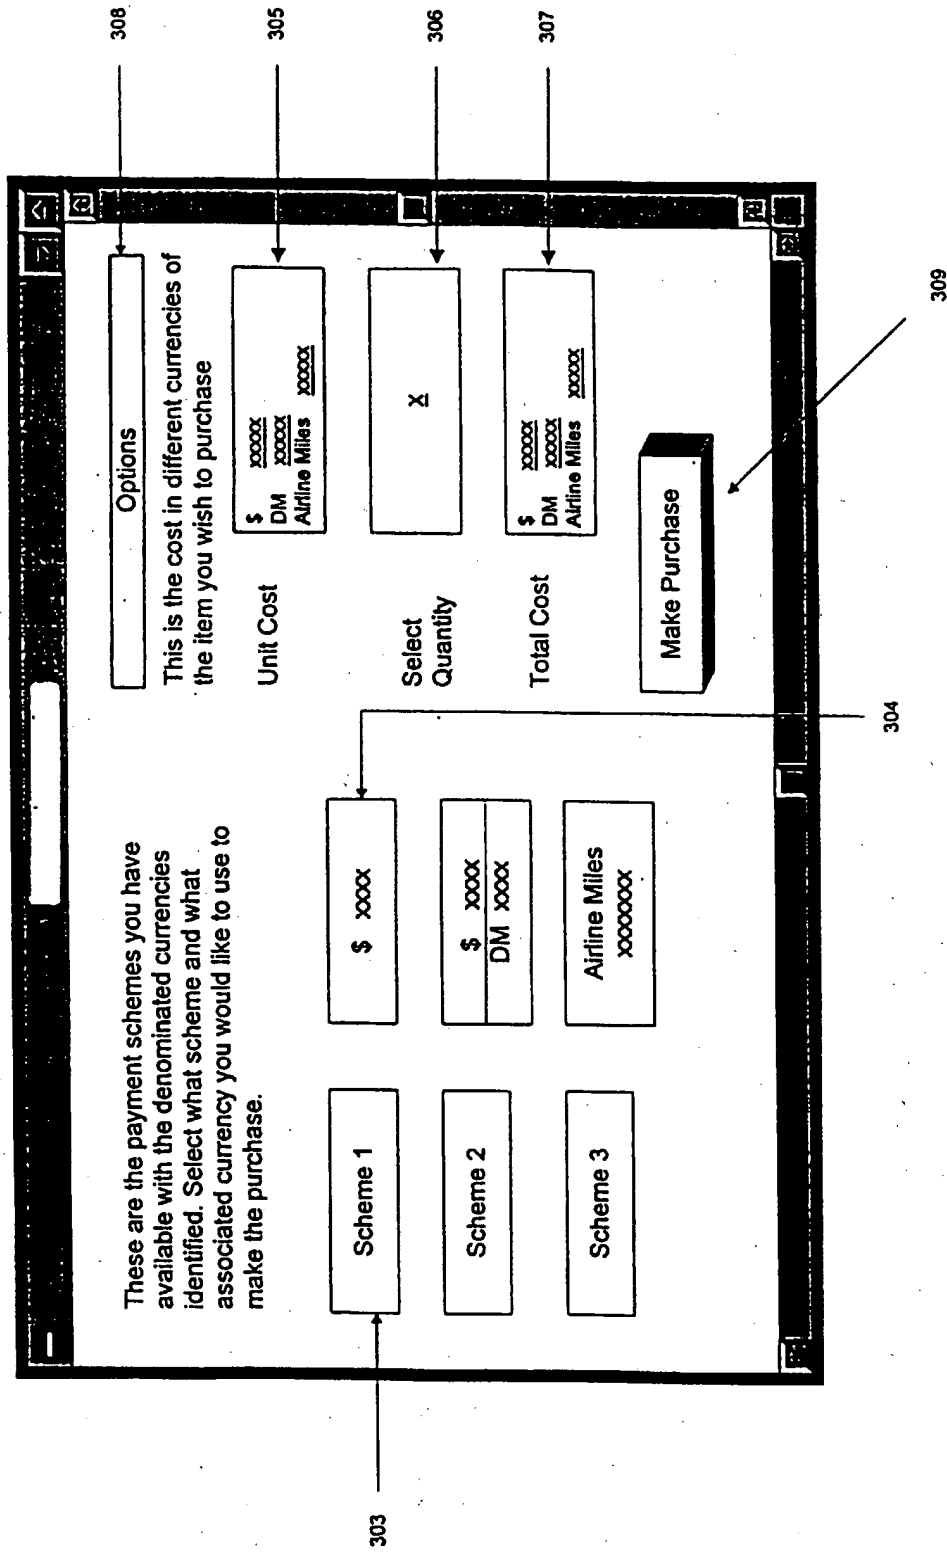 308
305
306
307
Options
This is the cost in different currencies of
the item you wish to purchase
These are the payment schemes you have
available with the denominated currencies
identified. Select what scheme and what
associated currency you would like to use to
make the purchase.
Unit Cost
$ xxxxx
DM xxxxx
Airline Miles xxxxx
Scheme 1
$ xxxx
Select
Quantity
x
Scheme 2
$ xxxx
DM xxxx
Total Cost
$ xxxxx
DM xxxxx
Airline Miles xxxxx
Scheme 3
Airline Miles
xxxxxxx
Make Purchase
303
304
309